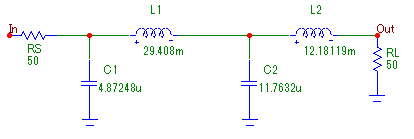 L1
L2
In
Out
RS
50
+
29.408m
-
+
12.18119m
-
RL
50
C1
4.87248u
C2
11.7632u